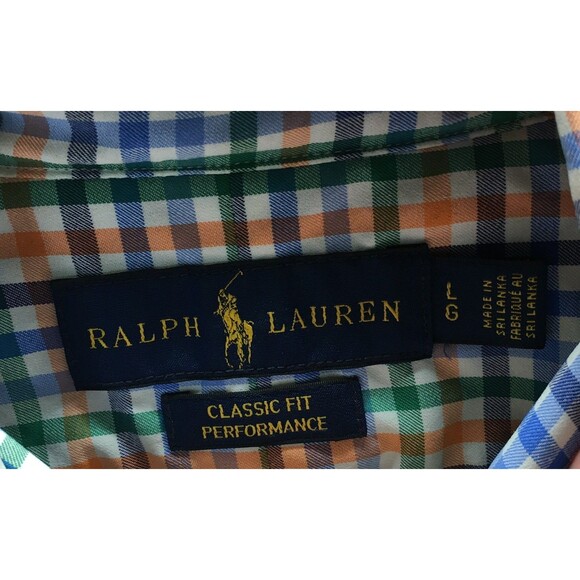 RALPH LAUREN
L
G
MADE IN
SRI LANKA
FABRIQUÉ AU
SRI LANKA
CLASSIC FIT
PERFORMANCE